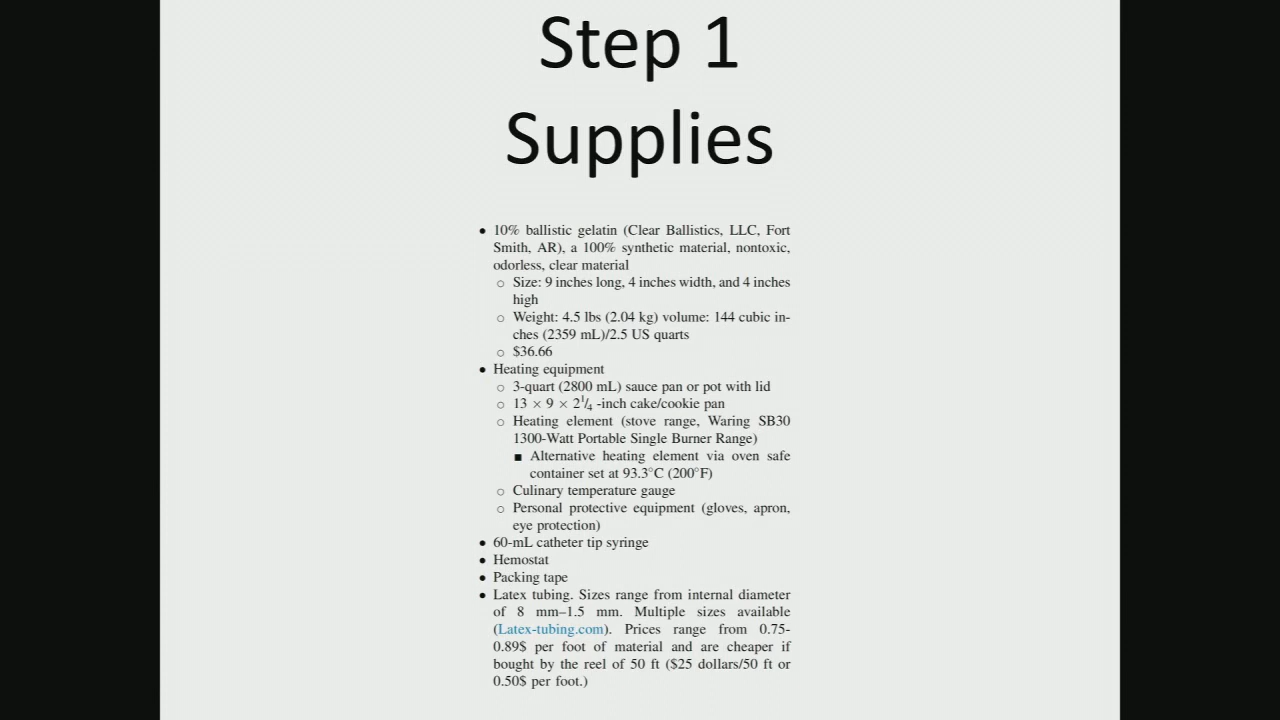 Step 1
Supplies
• 10% ballistic gelatin (Clear Ballistics, LLC, Fort
Smith, AR), a 100% synthetic material, nontoxic,
odorless, clear material
○ Size: 9 inches long, 4 inches width, and 4 inches
high
○ Weight: 4.5 lbs (2.04 kg) volume: 144 cubic in-
ches (2359 mL)/2.5 US quarts
○ $36.66
• Heating equipment
○ 3-quart (2800 mL) sauce pan or pot with lid
○ 13 × 9 × 2 1/4 -inch cake/cookie pan
○ Heating element (stove range, Waring SB30
1300-Watt Portable Single Burner Range)
■ Alternative heating element via oven safe
container set at 93.3°C (200°F)
○ Culinary temperature gauge
○ Personal protective equipment (gloves, apron,
eye protection)
• 60-mL catheter tip syringe
• Hemostat
• Packing tape
• Latex tubing. Sizes range from internal diameter
of 8 mm–1.5 mm. Multiple sizes available
(Latex-tubing.com). Prices range from 0.75-
0.89$ per foot of material and are cheaper if
bought by the reel of 50 ft ($25 dollars/50 ft or
0.50$ per foot.)